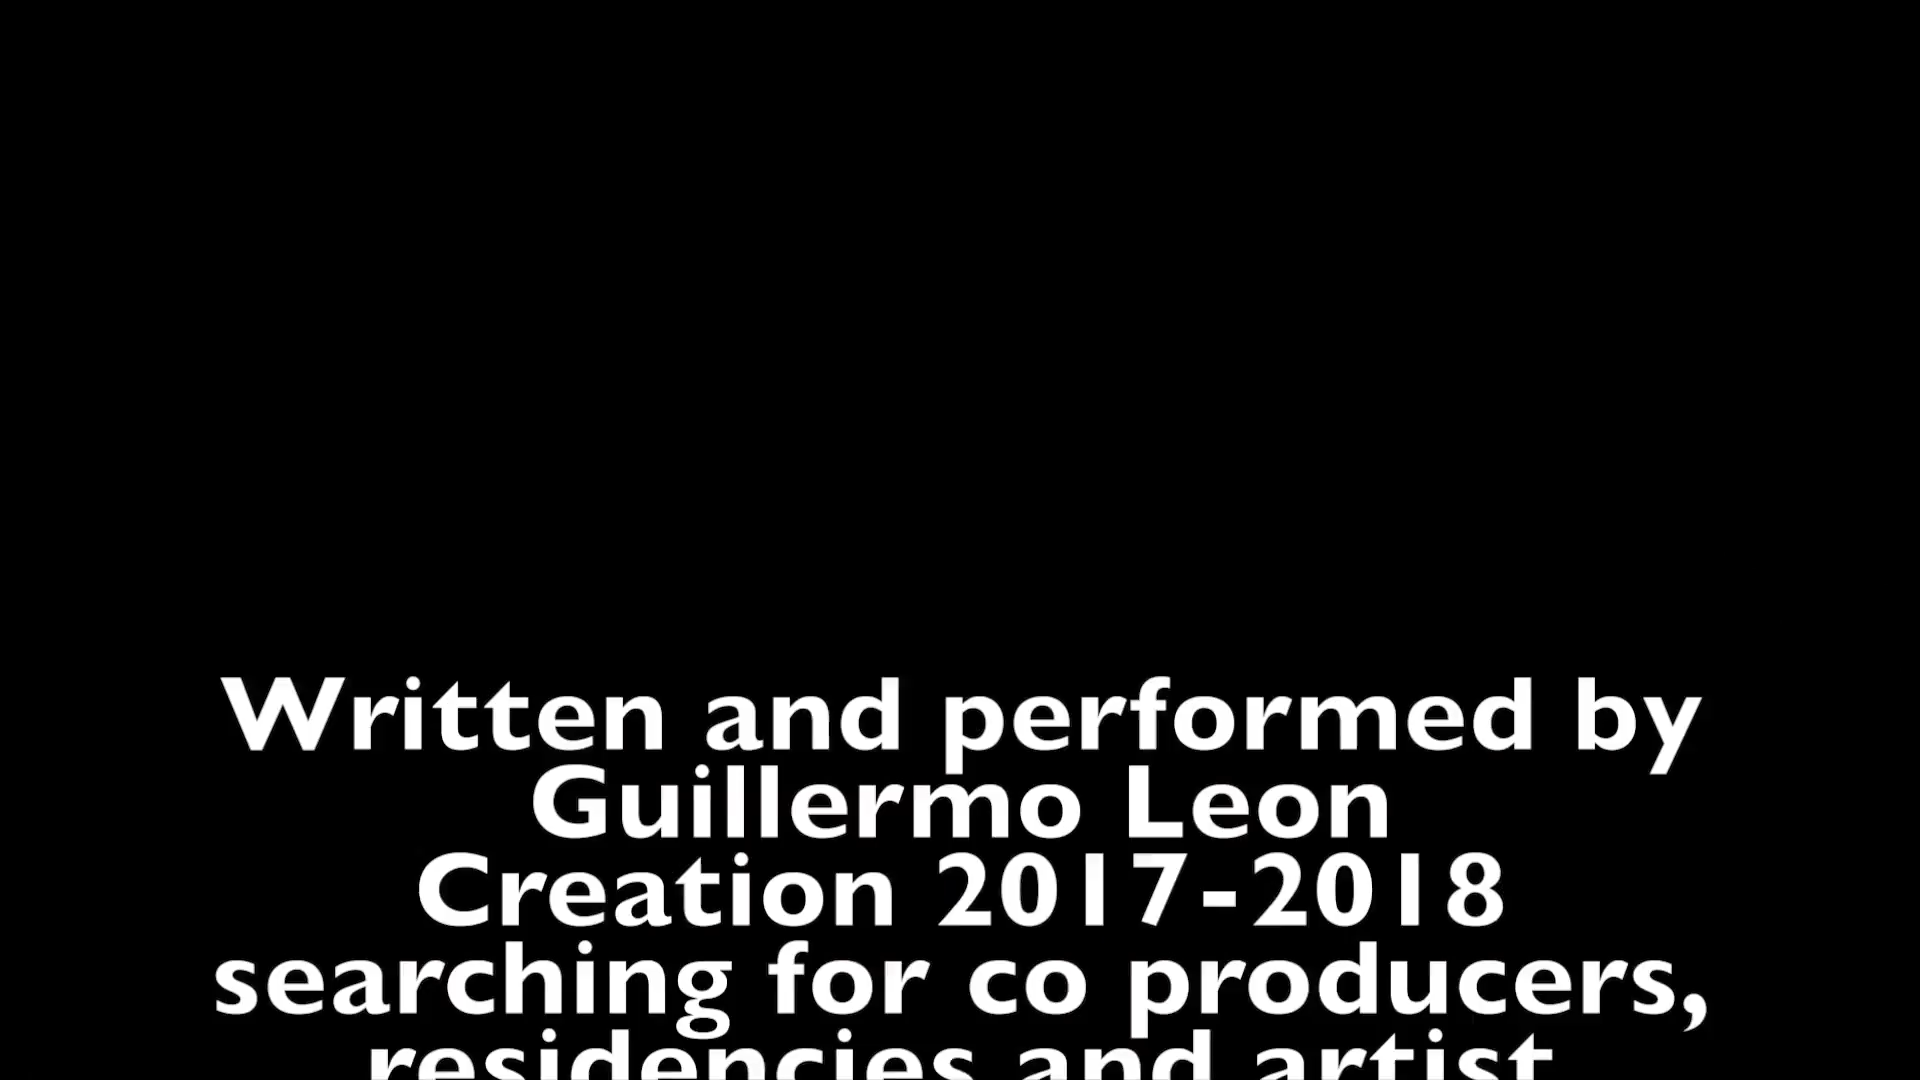 Written and performed by
Guillermo Leon
Creation 2017-2018
searching for co producers,
residencies and artist